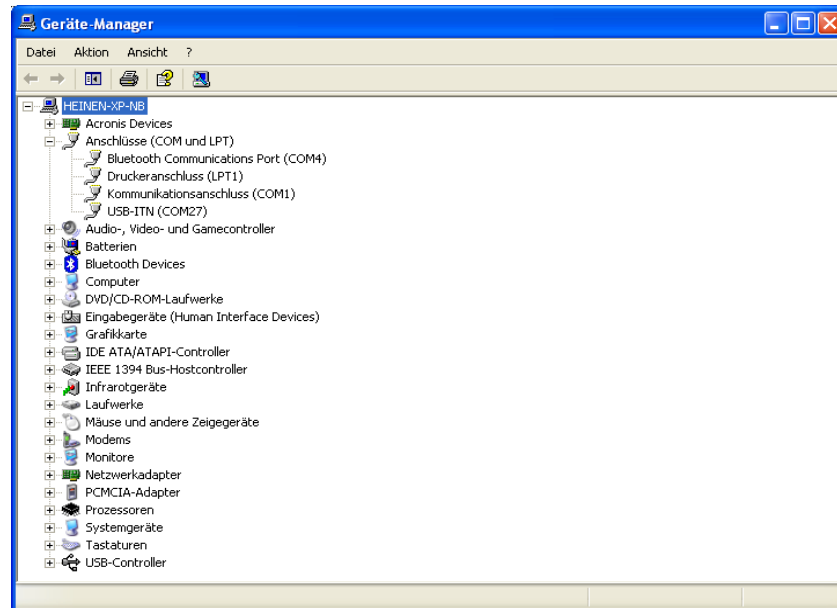 Geräte-Manager
Datei Aktion Ansicht ?
HEINEN-XP-NB
Acronis Devices
Anschlüsse (COM und LPT)
Bluetooth Communications Port (COM4)
Druckeranschluss (LPT1)
Kommunikationsanschluss (COM1)
USB-ITN (COM27)
Audio-, Video- und Gamecontroller
Batterien
Bluetooth Devices
Computer
DVD/CD-ROM-Laufwerke
Eingabegeräte (Human Interface Devices)
Grafikkarte
IDE ATA/ATAPI-Controller
IEEE 1394 Bus-Hostcontroller
Infrarotgeräte
Laufwerke
Mäuse und andere Zeigegeräte
Modems
Monitore
Netzwerkadapter
PCMCIA-Adapter
Prozessoren
Systemgeräte
Tastaturen
USB-Controller